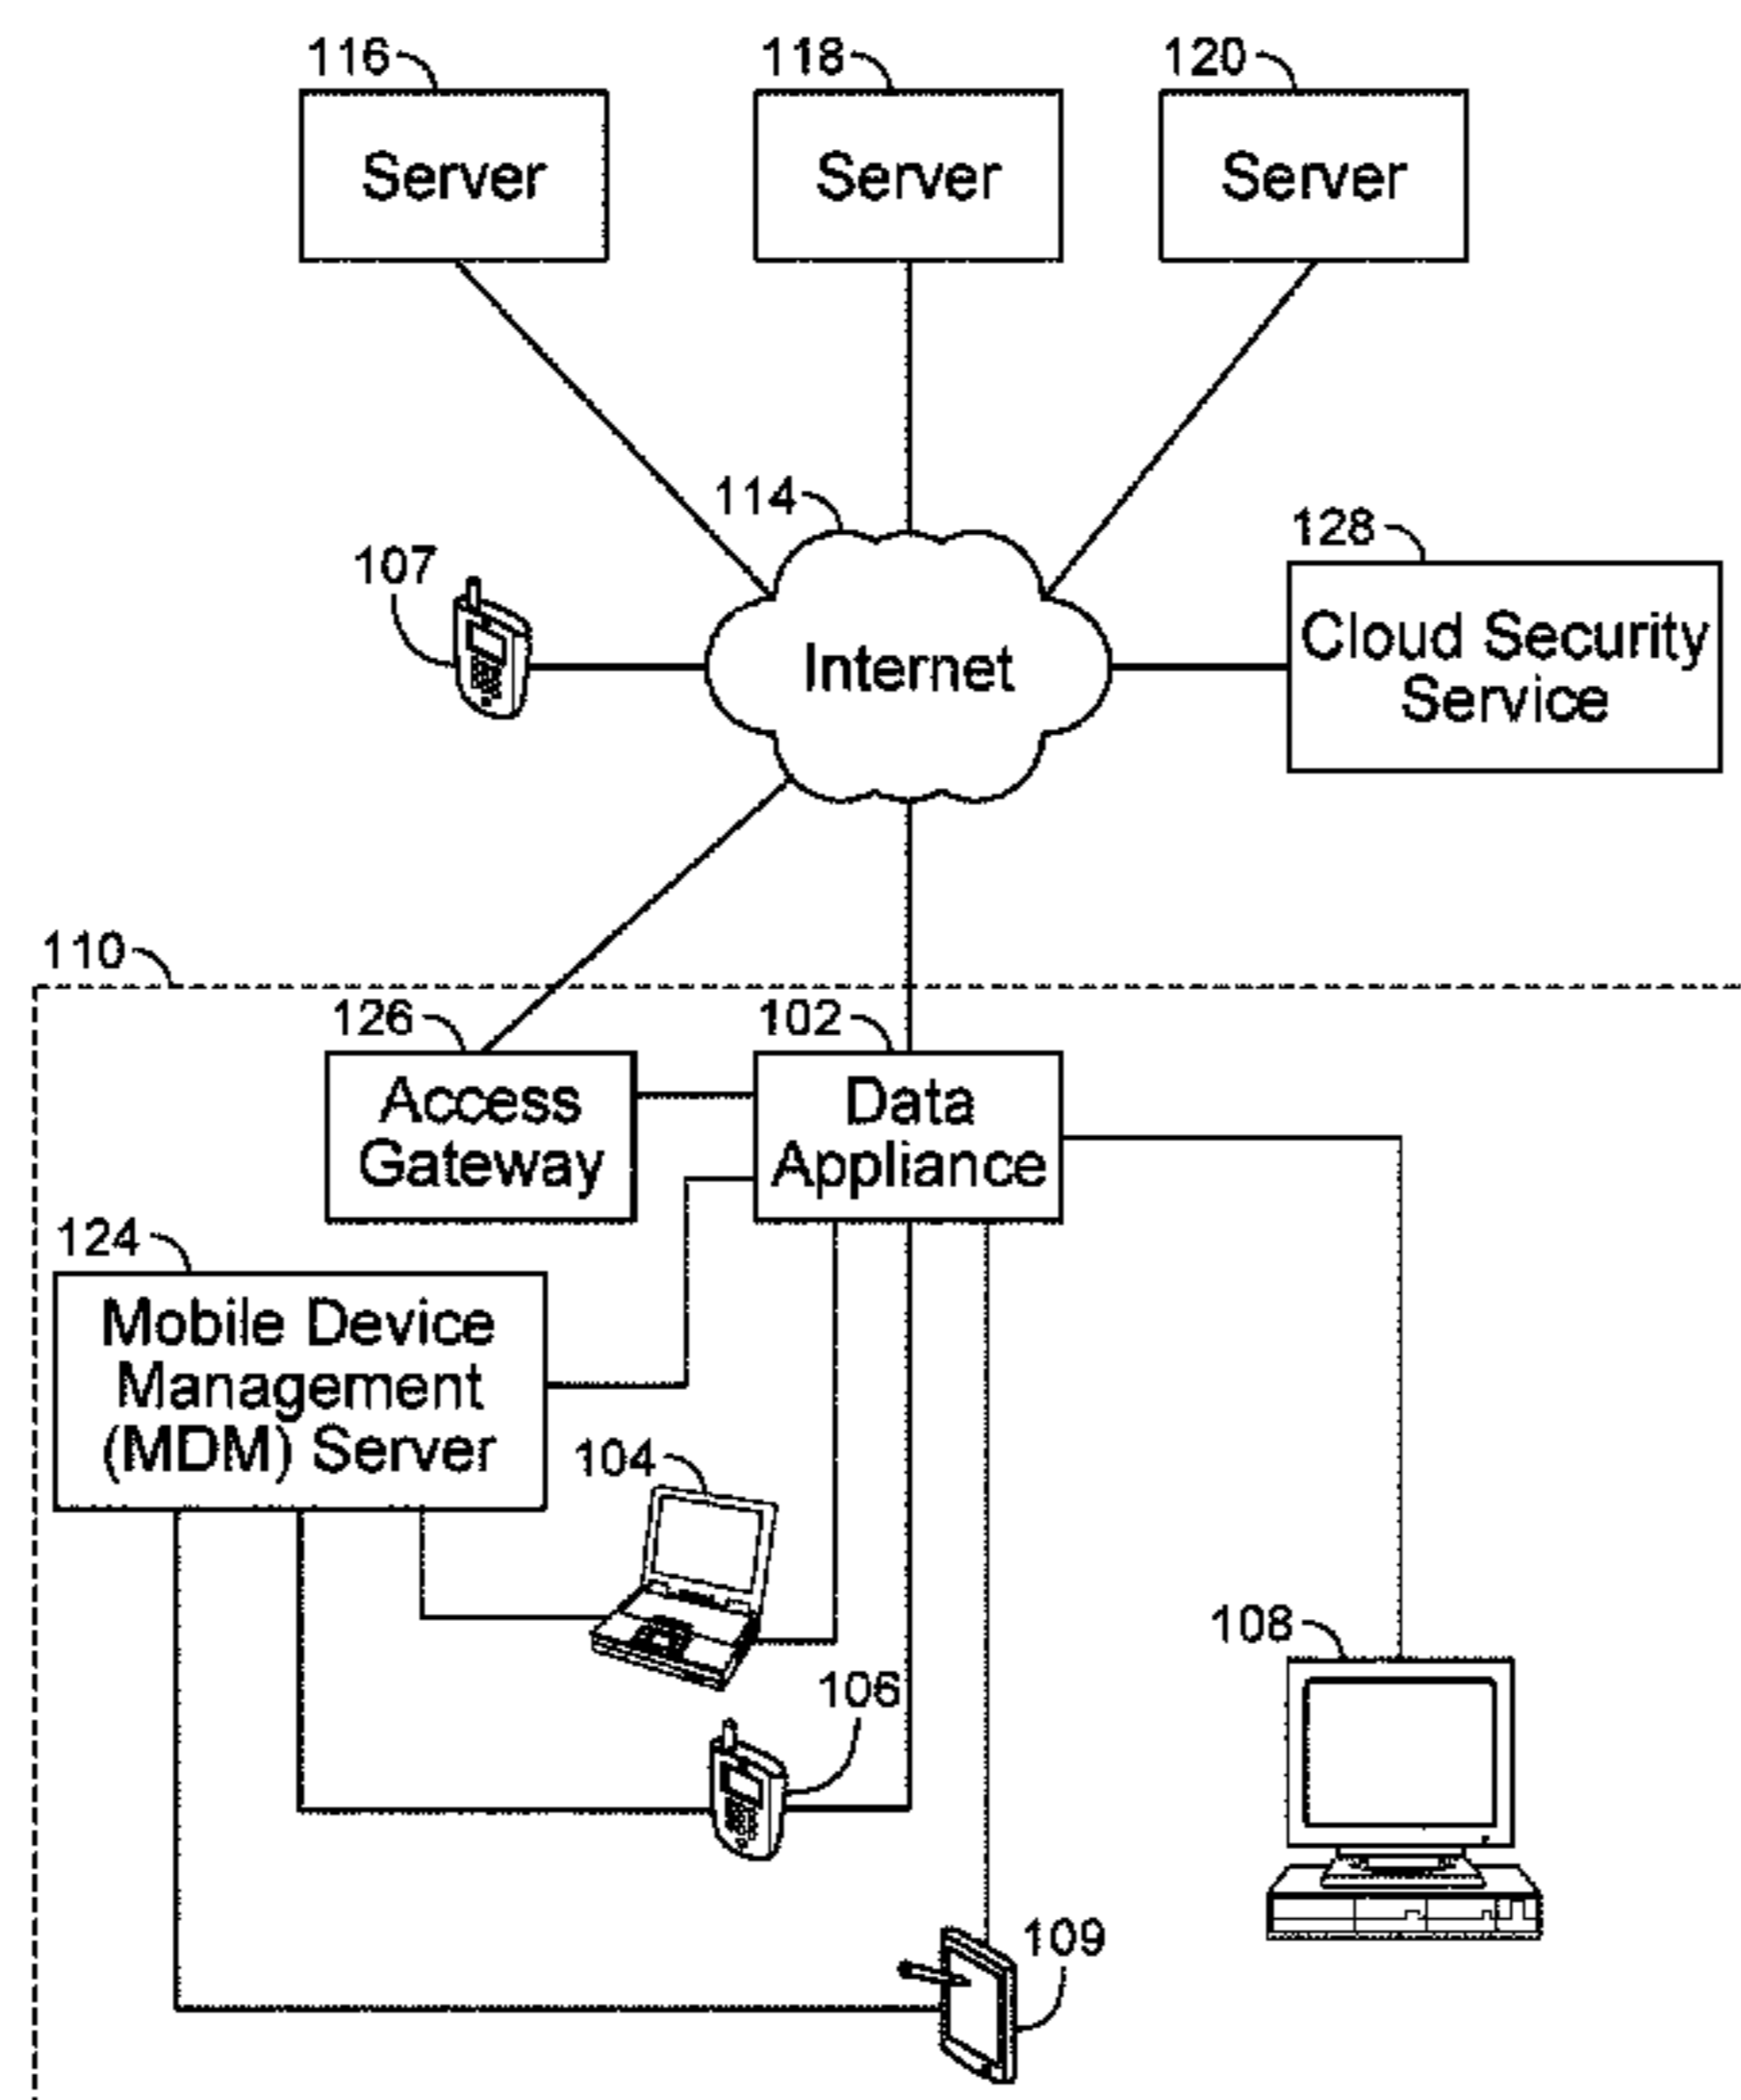 116
118
120
Server
Server
Server
114
128
107
Internet
Cloud Security
Service
110
126
102
Access
Gateway
Data
Appliance
124
Mobile Device
Management
(MDM) Server
104
108
106
109